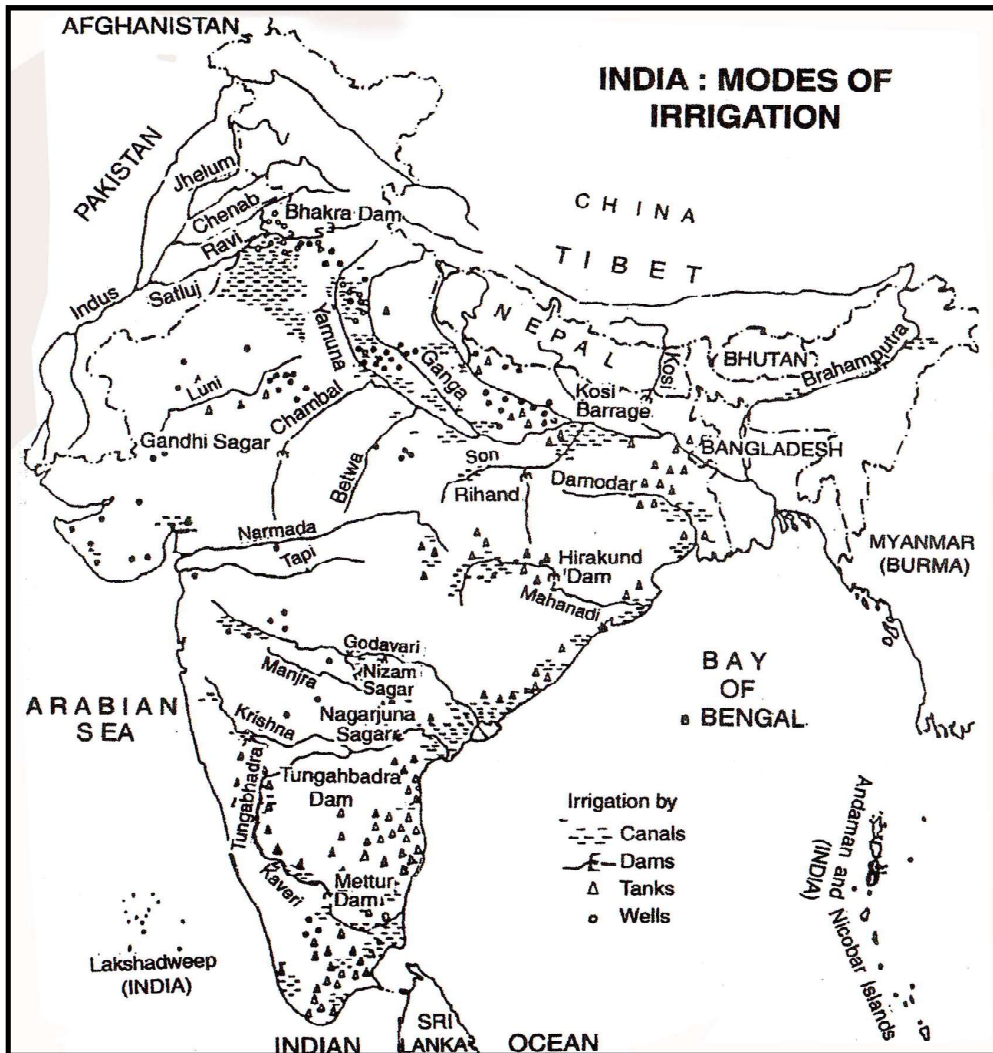 AFGHANISTAN
INDIA : MODES OF
IRRIGATION
PAKISTAN
Jhelum
Chenab
Bhakra Dam
Ravi
Indus
Satluj
CHINA
TIBET
NEPAL
Yamuna
Ganga
Kosi
BHUTAN
Brahamputra
Luni
Chambal
Kosi
Barrage
Gandhi Sagar
BANGLADESH
Betwa
Son
Rihand
Damodar
Narmada
Tapi
Hirakund
Dam
Mahanadi
MYANMAR
(BURMA)
Godavari
Manjra
Nizam
Sagar
ARABIAN
SEA
BAY
OF
BENGAL
Krishna
Nagarjuna
Sagar
Tungabhadra
Tungahbadra
Dam
Irrigation by
Canals
Dams
Tanks
Wells
Kaveri
Mettur
Dam
Andaman and Nicobar Islands
(INDIA)
Lakshadweep
(INDIA)
SRI
LANKA
INDIAN OCEAN